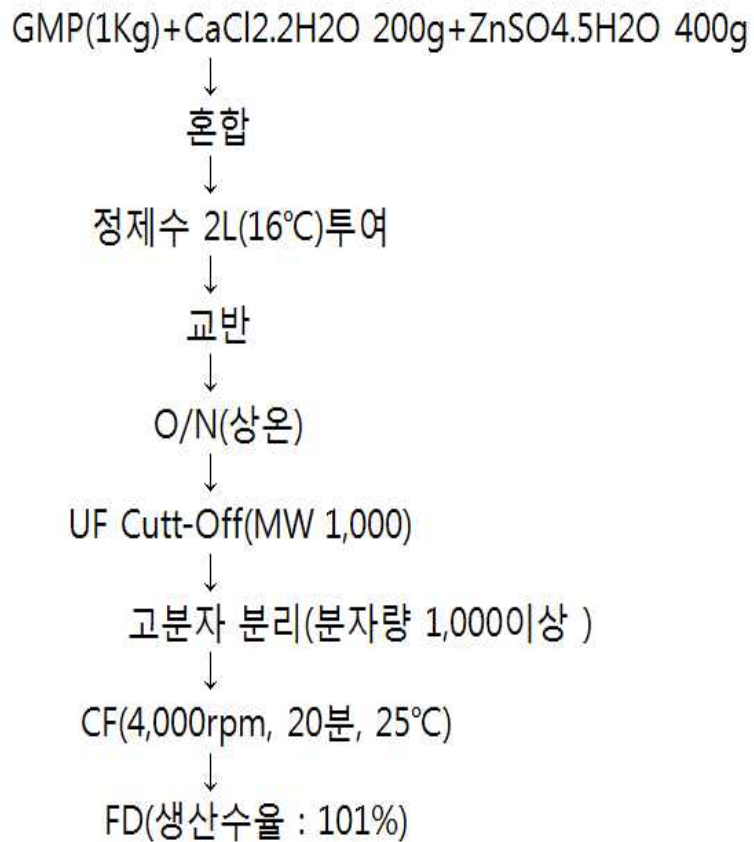 GMP(1Kg)+CaCl2.2H2O 200g+ZnSO4.5H2O 400g
↓
혼합
↓
정제수 2L(16℃)투여
↓
교반
↓
O/N(상온)
↓
UF Cutt-Off(MW 1,000)
↓
고분자 분리(분자량 1,000이상 )
↓
CF(4,000rpm, 20분, 25℃)
↓
FD(생산수율 : 101%)